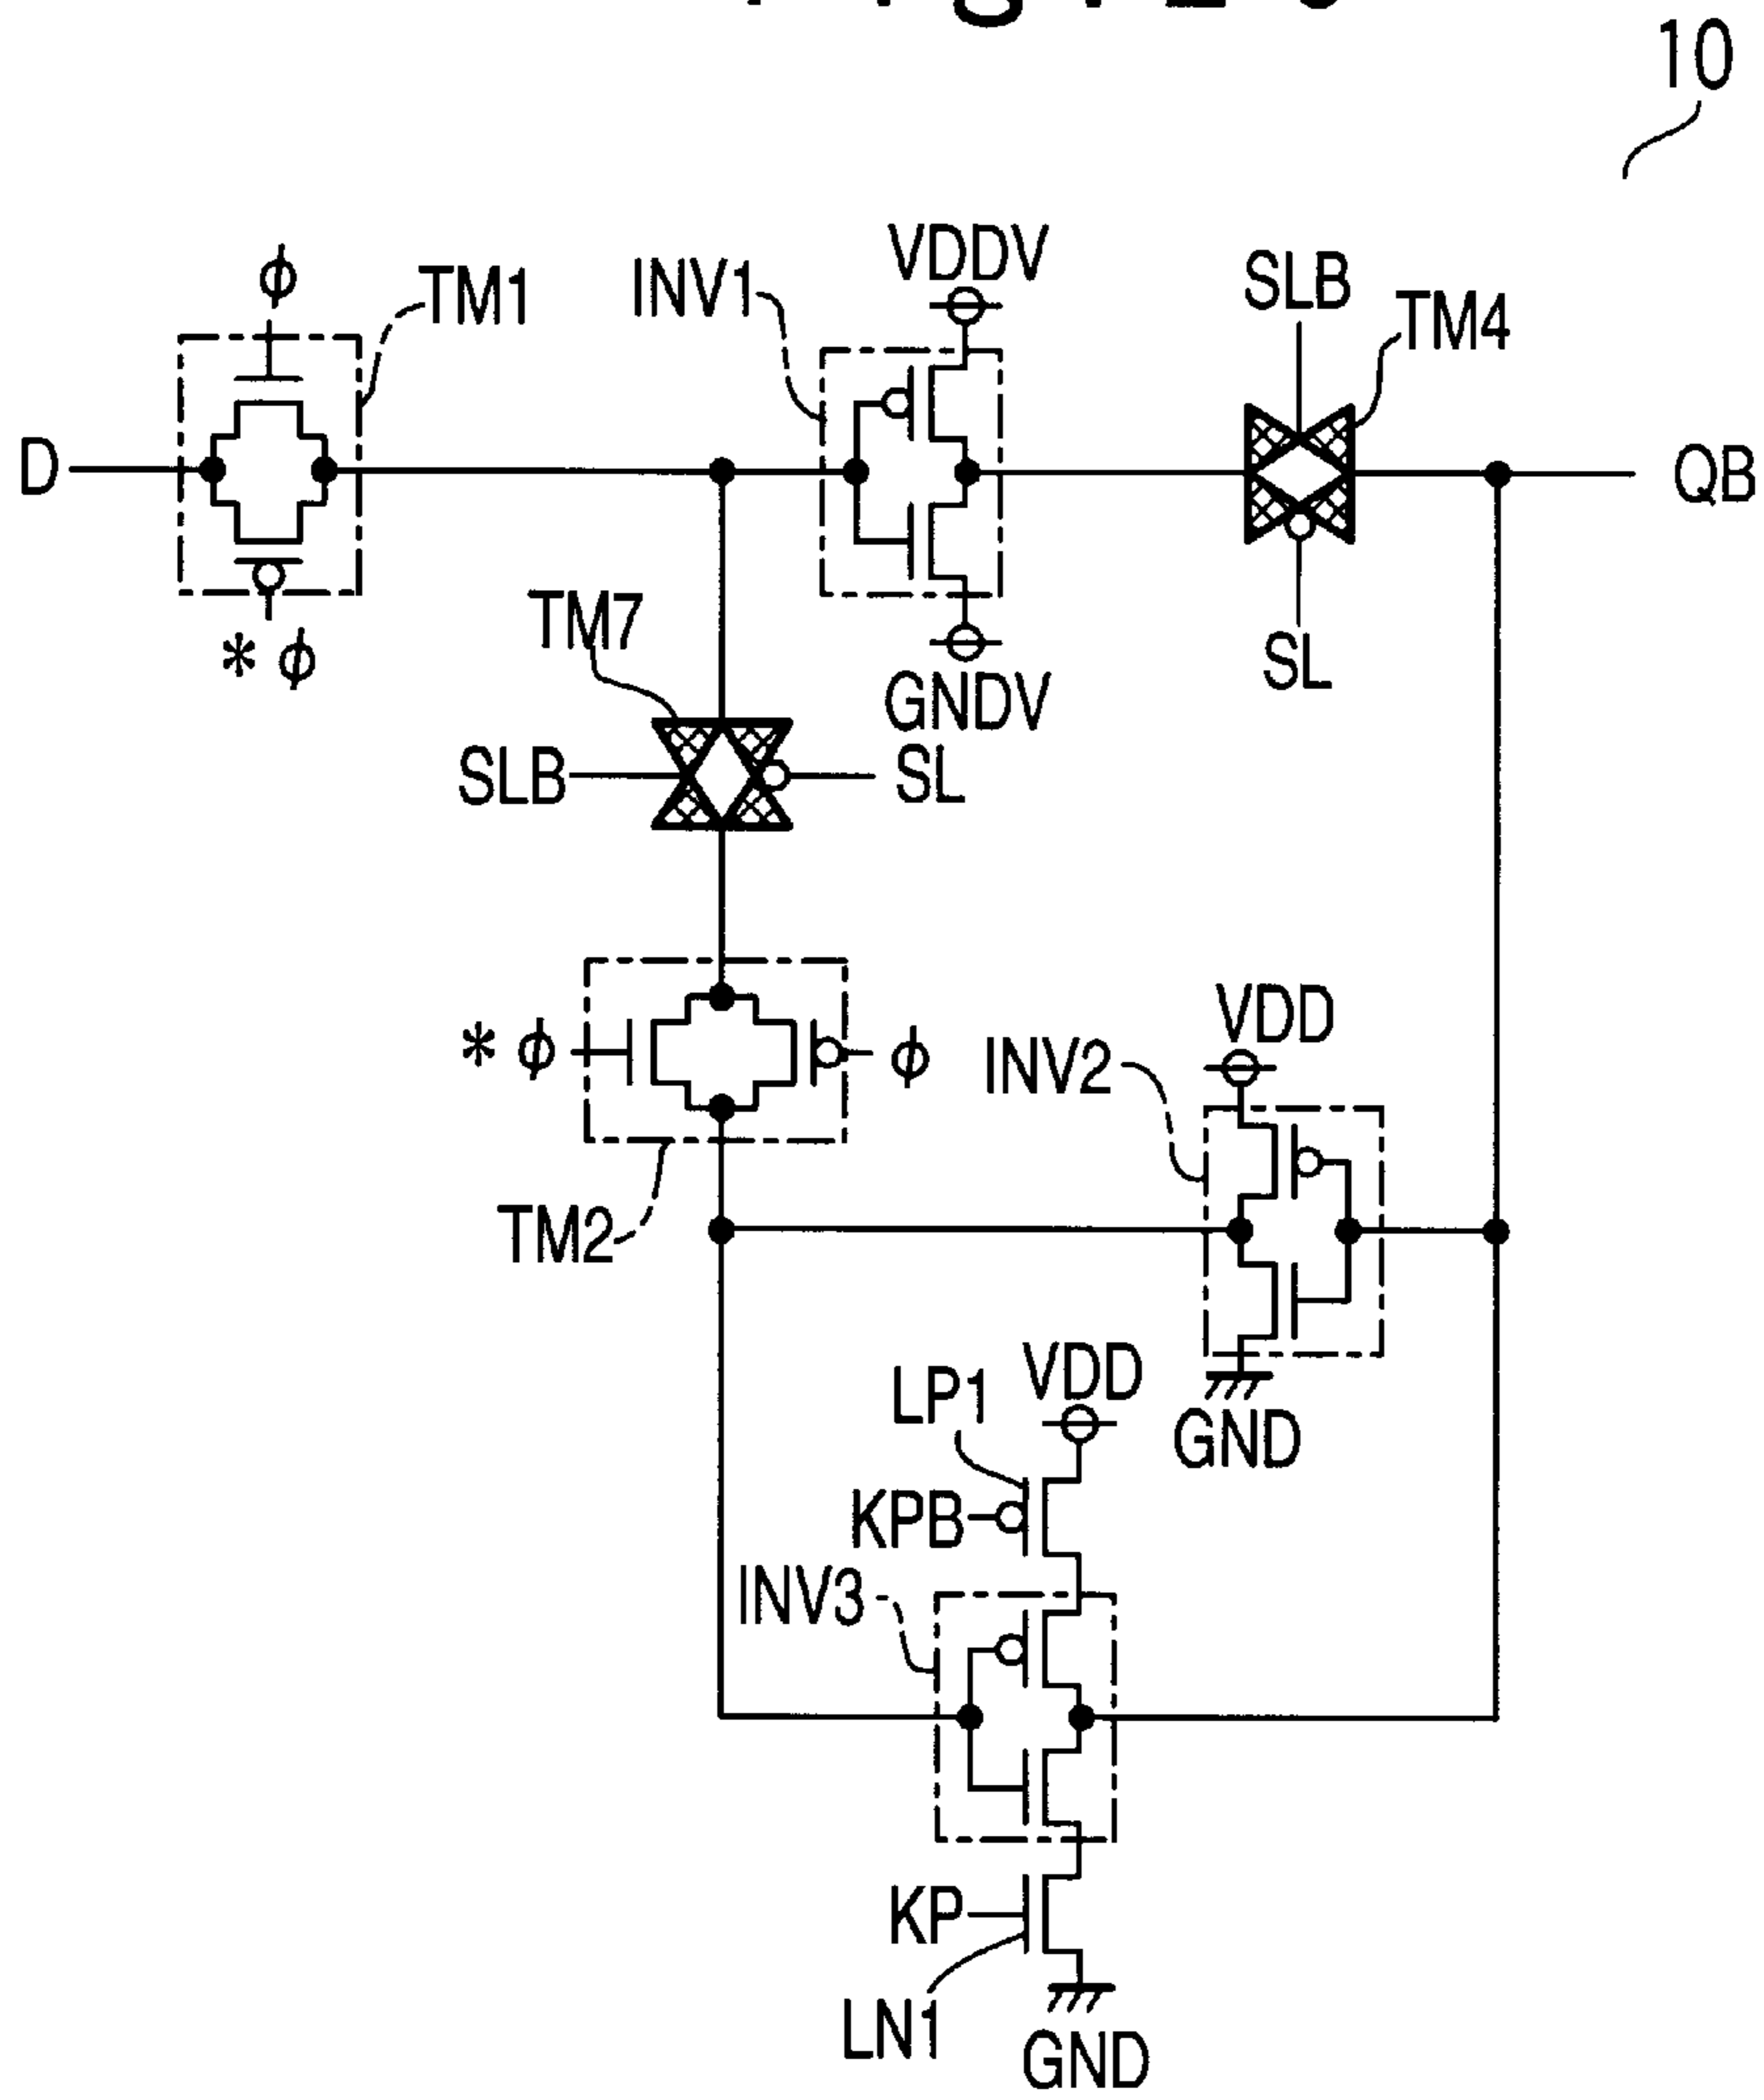 10
φ
TM1
INV1
VDDV
SLB
TM4
D
QB
* φ
TM7
GNDV
SL
SLB
SL
* φ
φ
VDD
INV2
TM2
VDD
LP1
GND
KPB
INV3
KP
LN1
GND